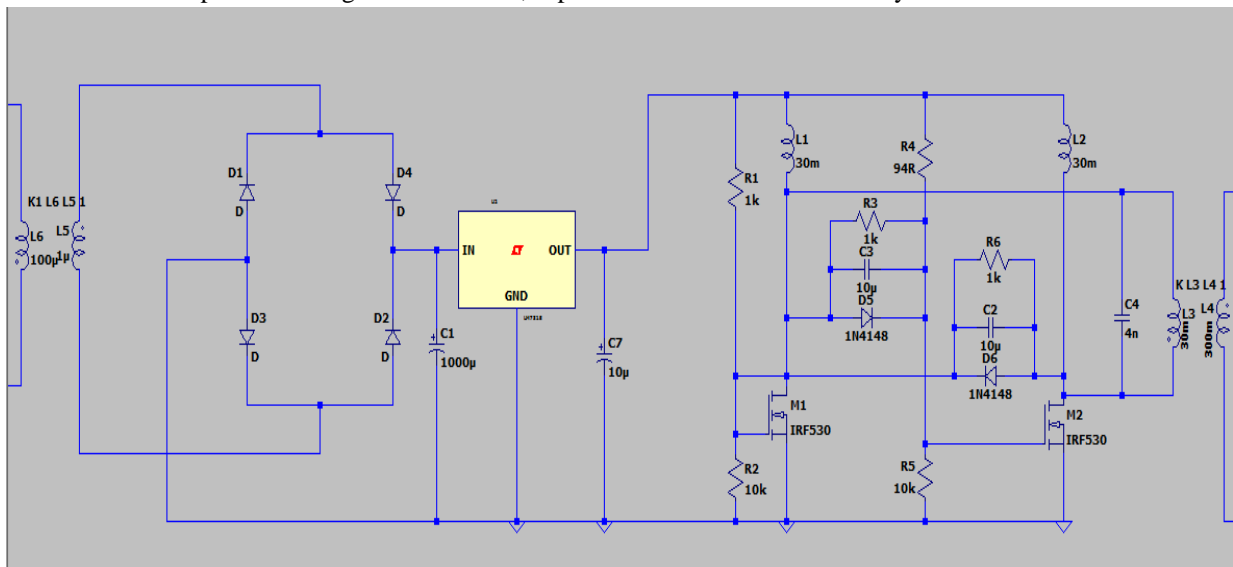 K1 L6 L5 1
L6
100µ
L5
1µ
D1
D
D4
D
D3
D
D2
D
C1
1000µ
IN
OUT
GND
C7
10µ
R1
1k
R2
10k
L1
30m
R3
1k
C3
10µ
D5
1N4148
M1
IRF530
R4
94R
R5
10k
R6
1k
C2
10µ
D6
1N4148
L2
30m
M2
IRF530
C4
4n
K L3 L4 1
L3
30m
L4
300m